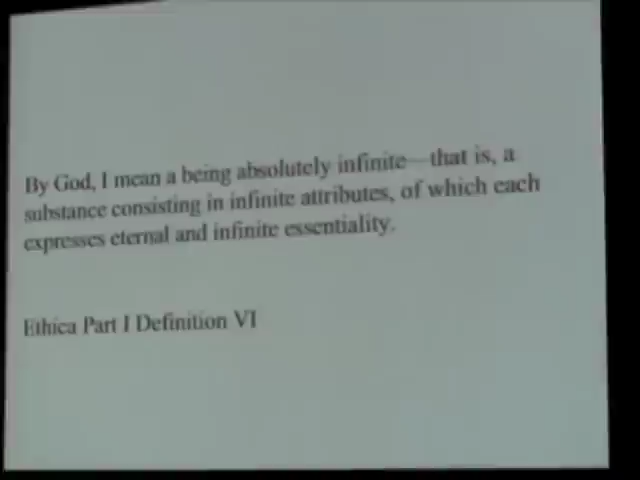 By God, I mean a being absolutely infinite—that is, a
substance consisting in infinite attributes, of which each
expresses eternal and infinite essentiality.
Ethica Part I Definition VI